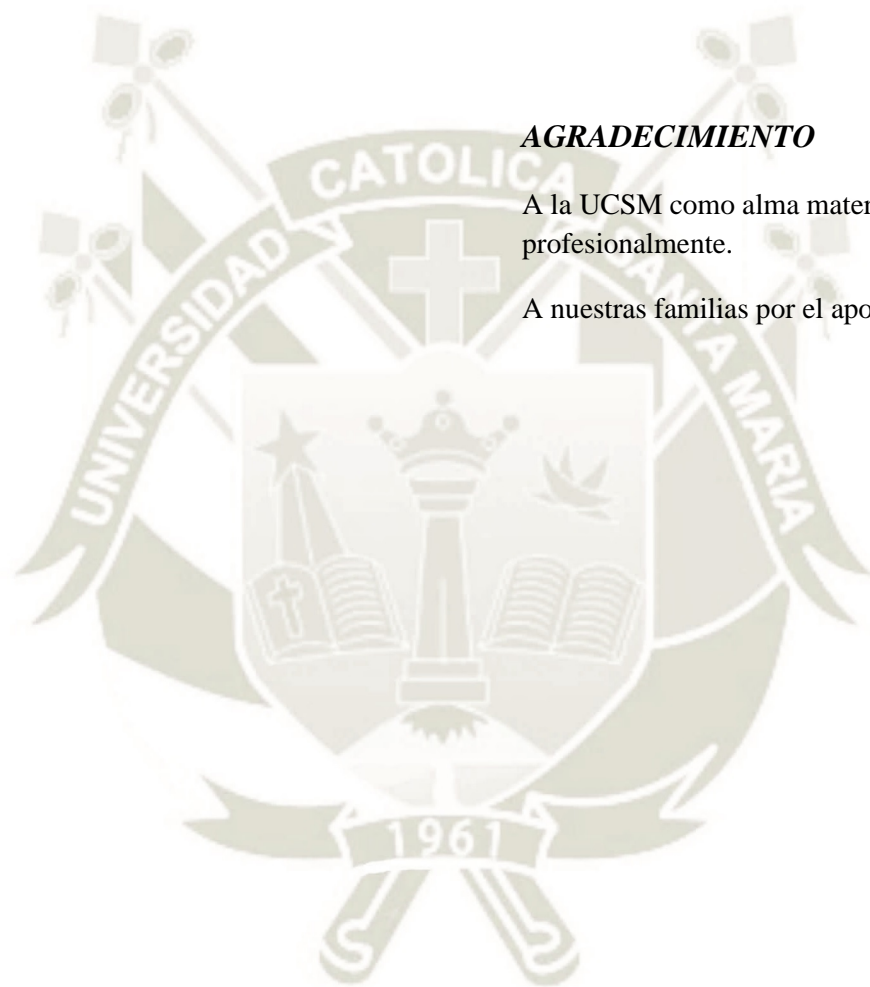 AGRADECIMIENTO
A la UCSM como alma mater
profesionalmente.
A nuestras familias por el apo
UNIVERSIDAD CATOLICA SANTA MARIA
1961